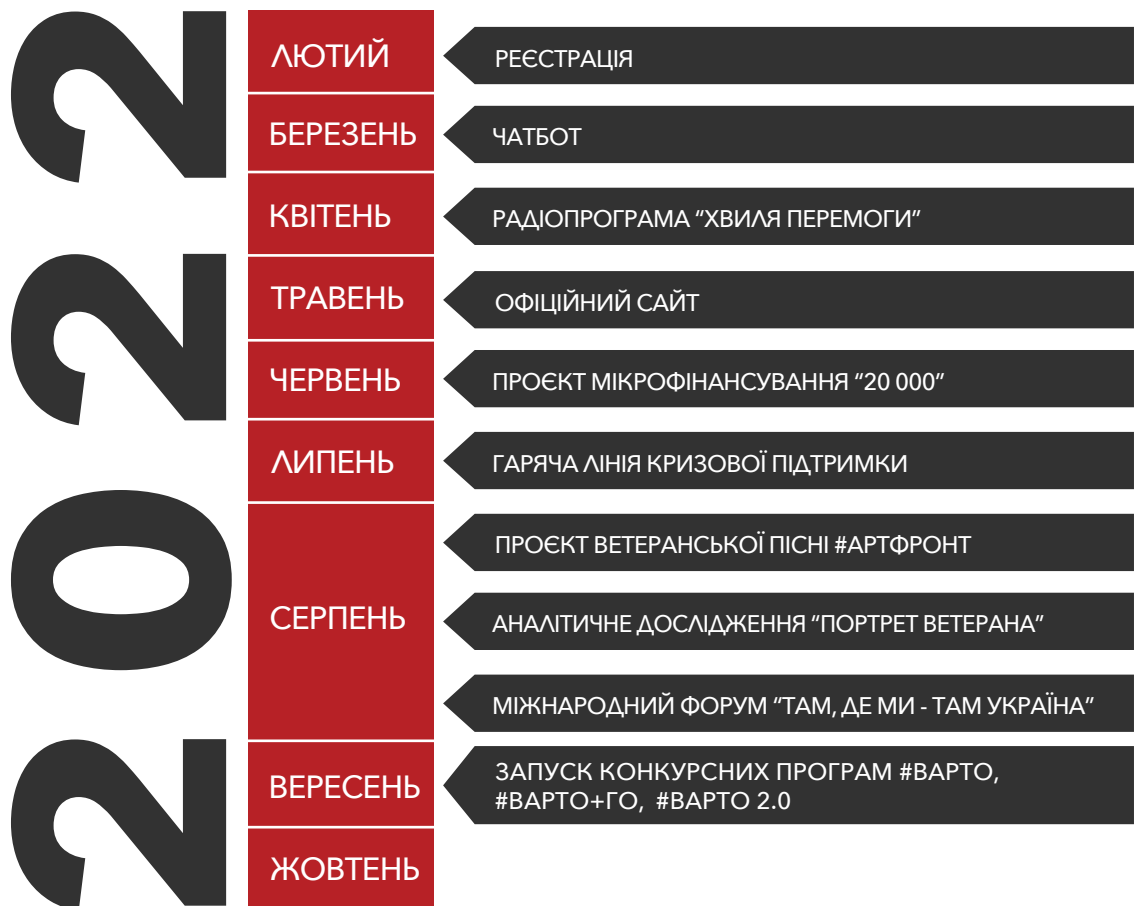 2022
ЛЮТИЙ
РЕЄСТРАЦІЯ
БЕРЕЗЕНЬ
ЧАТБОТ
КВІТЕНЬ
РАДІОПРОГРАМА “ХВИЛЯ ПЕРЕМОГИ“
ТРАВЕНЬ
ОФІЦІЙНИЙ САЙТ
ЧЕРВЕНЬ
ПРОЄКТ МІКРОФІНАНСУВАННЯ “20 000”
ЛИПЕНЬ
ГАРЯЧА ЛІНІЯ КРИЗОВОЇ ПІДТРИМКИ
СЕРПЕНЬ
ПРОЄКТ ВЕТЕРАНСЬКОЇ ПІСНІ #АРТФРОНТ
АНАЛІТИЧНЕ ДОСЛІДЖЕННЯ “ПОРТРЕТ ВЕТЕРАНА”
МІЖНАРОДНИЙ ФОРУМ “ТАМ, ДЕ МИ - ТАМ УКРАЇНА”
ВЕРЕСЕНЬ
ЗАПУСК КОНКУРСНИХ ПРОГРАМ #ВАРТО,
#ВАРТО+ГО, #ВАРТО 2.0
ЖОВТЕНЬ